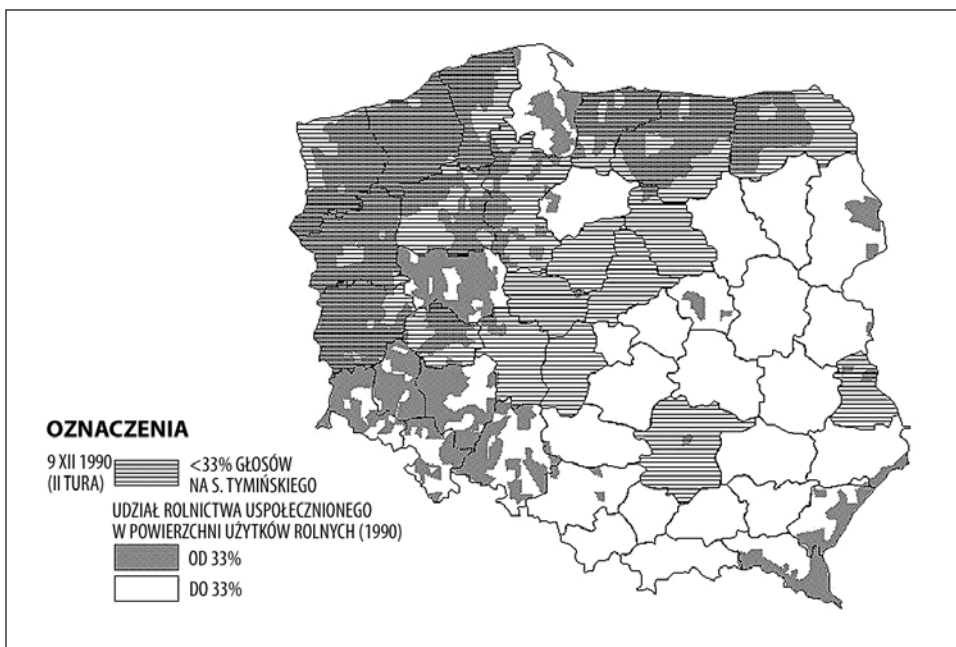 OZNACZENIA
9 XII 1990
(II TURA)
<33% GŁOSÓW
NA S. TYMIŃSKIEGO
UDZIAŁ ROLNICTWA USPOŁECZNIONEGO
W POWIERZCHNI UŻYTKÓW ROLNYCH (1990)
OD 33%
DO 33%